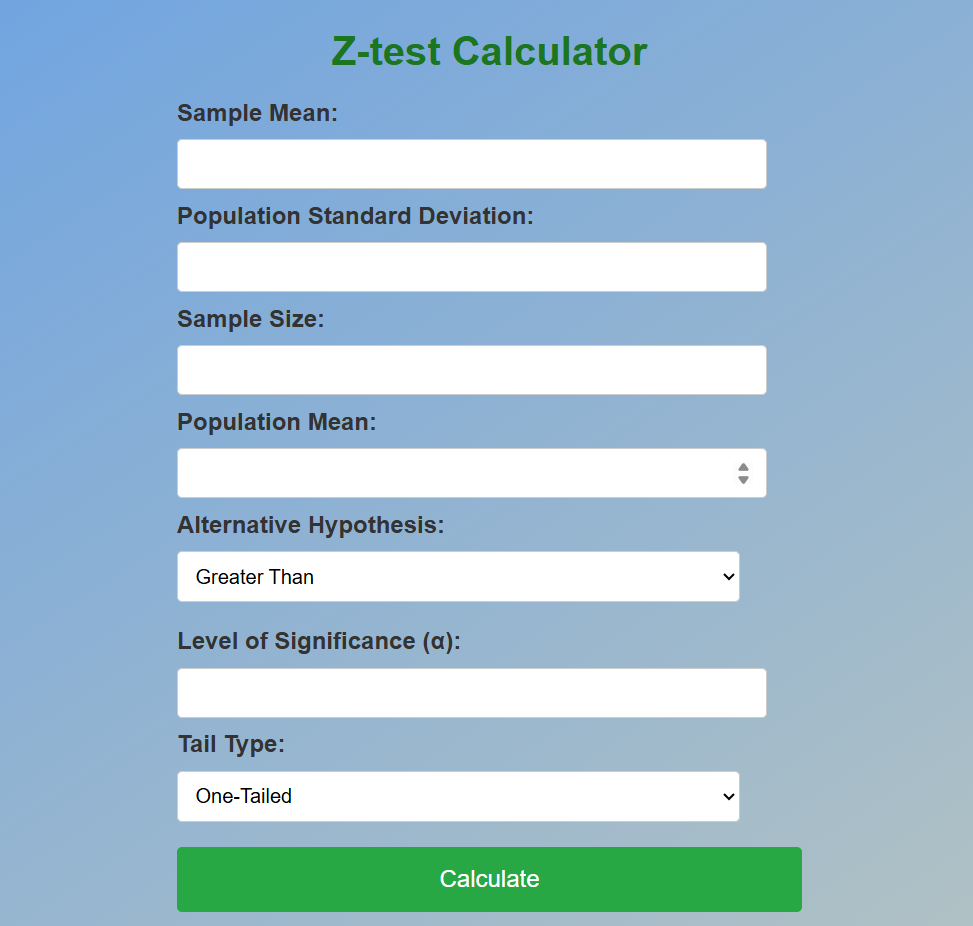 Z-test Calculator
Sample Mean:
Population Standard Deviation:
Sample Size:
Population Mean:
Alternative Hypothesis:
Greater Than
Level of Significance (α):
Tail Type:
One-Tailed
Calculate